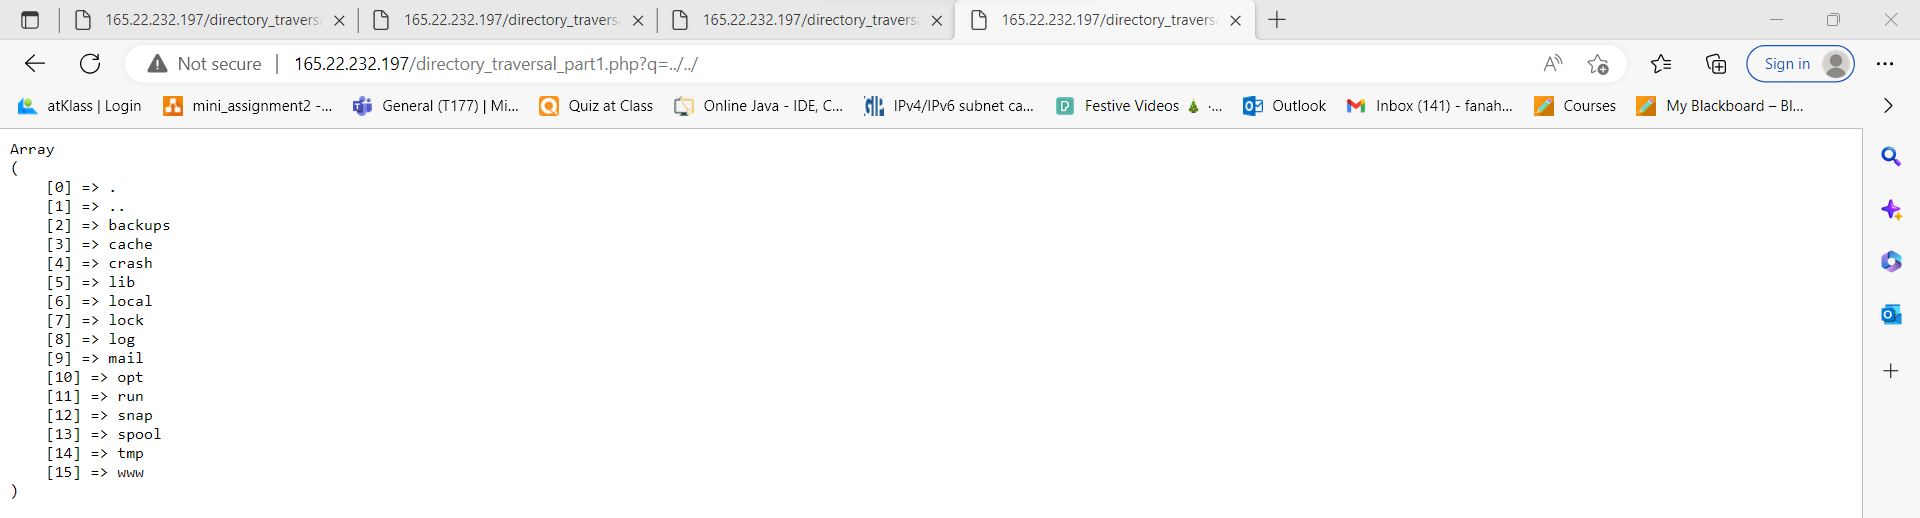 165.22.232.197/directory_travers
165.22.232.197/directory_travers
165.22.232.197/directory_travers
165.22.232.197/directory_travers
Not secure | 165.22.232.197/directory_traversal_part1.php?q=../../
Sign in
atKlass | Login
mini_assignment2 -...
General (T177) | Mi...
Quiz at Class
Online Java - IDE, C...
IPv4/IPv6 subnet ca...
Festive Videos 🎄 -...
Outlook
Inbox (141) - fanah...
Courses
My Blackboard – Bl...
Array
(
    [0] => .
    [1] => ..
    [2] => backups
    [3] => cache
    [4] => crash
    [5] => lib
    [6] => local
    [7] => lock
    [8] => log
    [9] => mail
    [10] => opt
    [11] => run
    [12] => snap
    [13] => spool
    [14] => tmp
    [15] => www
)